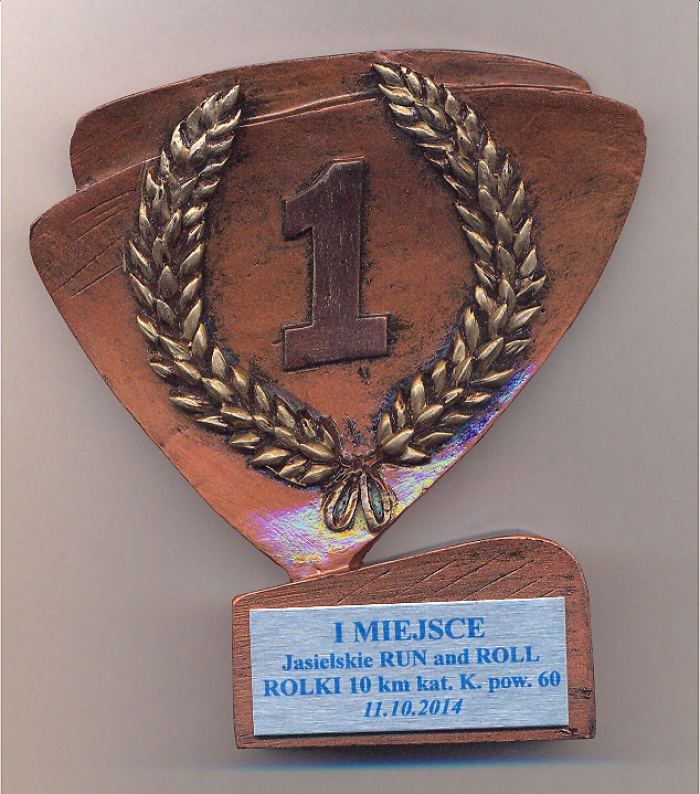 1
I MIEJSCE
Jasielskie RUN and ROLL
ROLKI 10 km kat. K. pow. 60
11.10.2014